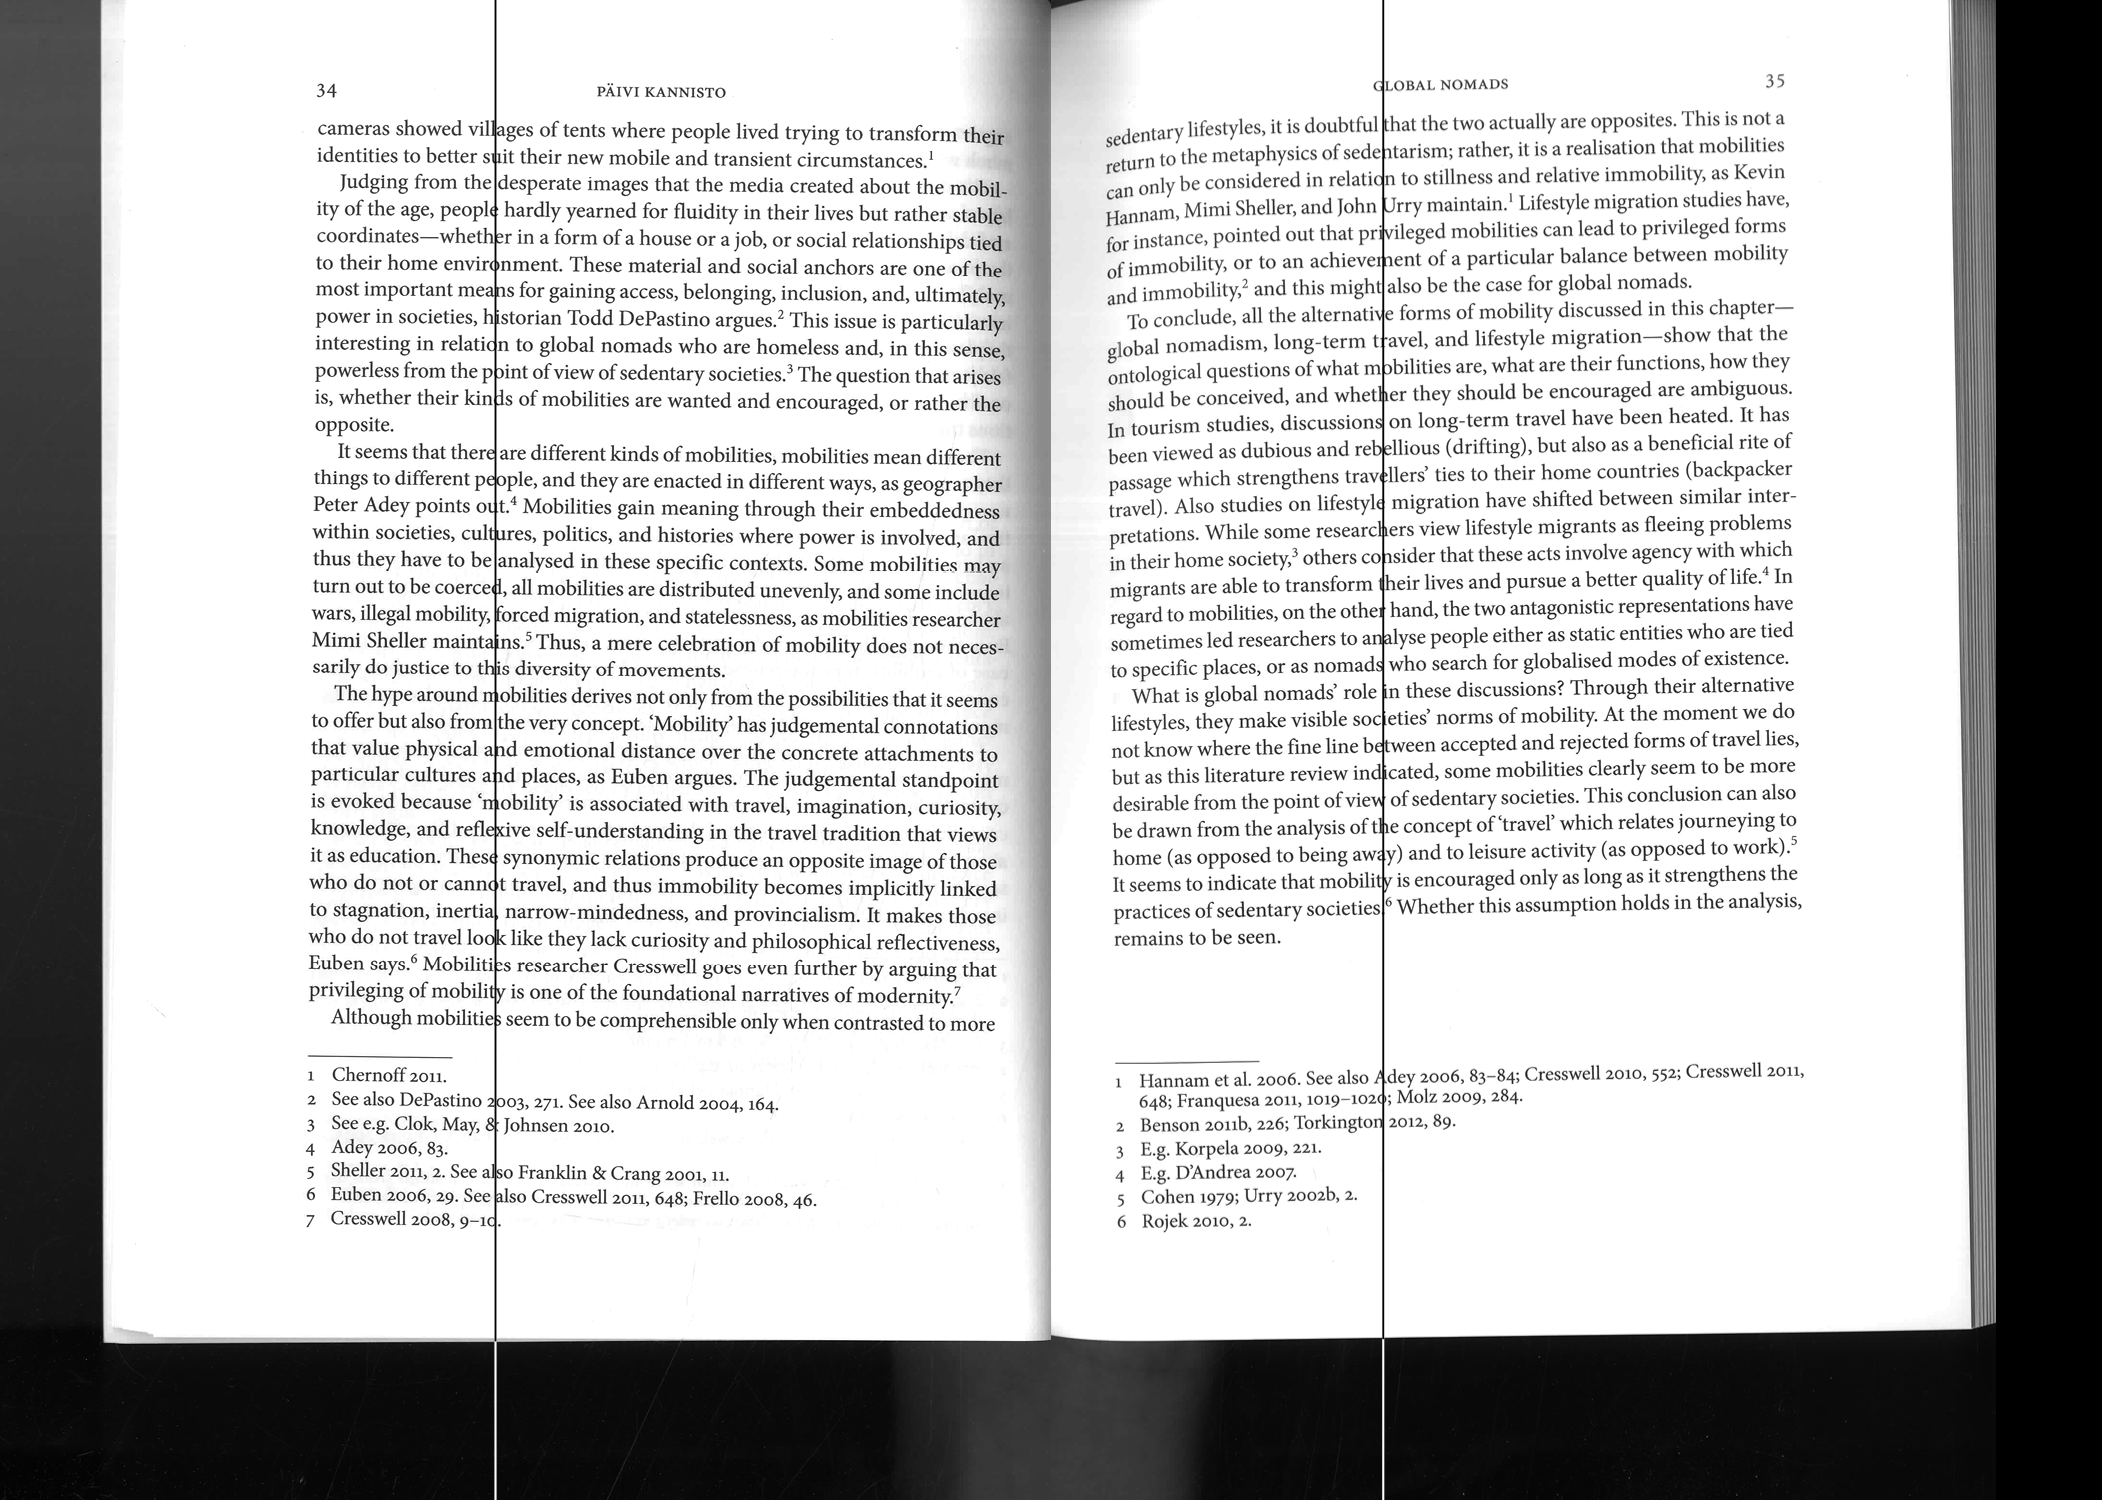 34
PÄIVI KANNISTO
cameras showed villages of tents where people lived trying to transform their
identities to better suit their new mobile and transient circumstances.1
Judging from the desperate images that the media created about the mobil-
ity of the age, people hardly yearned for fluidity in their lives but rather stable
coordinates—whether in a form of a house or a job, or social relationships tied
to their home environment. These material and social anchors are one of the
most important means for gaining access, belonging, inclusion, and, ultimately,
power in societies, historian Todd DePastino argues.2 This issue is particularly
interesting in relation to global nomads who are homeless and, in this sense,
powerless from the point of view of sedentary societies.3 The question that arises
is, whether their kinds of mobilities are wanted and encouraged, or rather the
opposite.
It seems that there are different kinds of mobilities, mobilities mean different
things to different people, and they are enacted in different ways, as geographer
Peter Adey points out.4 Mobilities gain meaning through their embeddedness
within societies, cultures, politics, and histories where power is involved, and
thus they have to be analysed in these specific contexts. Some mobilities may
turn out to be coerced, all mobilities are distributed unevenly, and some include
wars, illegal mobility, forced migration, and statelessness, as mobilities researcher
Mimi Sheller maintains.5 Thus, a mere celebration of mobility does not neces-
sarily do justice to this diversity of movements.
The hype around mobilities derives not only from the possibilities that it seems
to offer but also from the very concept. ‘Mobility’ has judgemental connotations
that value physical and emotional distance over the concrete attachments to
particular cultures and places, as Euben argues. The judgemental standpoint
is evoked because ‘mobility’ is associated with travel, imagination, curiosity,
knowledge, and reflexive self-understanding in the travel tradition that views
it as education. These synonymic relations produce an opposite image of those
who do not or cannot travel, and thus immobility becomes implicitly linked
to stagnation, inertia, narrow-mindedness, and provincialism. It makes those
who do not travel look like they lack curiosity and philosophical reflectiveness,
Euben says.6 Mobilities researcher Cresswell goes even further by arguing that
privileging of mobility is one of the foundational narratives of modernity.7
Although mobilities seem to be comprehensible only when contrasted to more
1 Chernoff 2011.
2 See also DePastino 2003, 271. See also Arnold 2004, 164.
3 See e.g. Clok, May, & Johnsen 2010.
4 Adey 2006, 83.
5 Sheller 2011, 2. See also Franklin & Crang 2001, 11.
6 Euben 2006, 29. See also Cresswell 2011, 648; Frello 2008, 46.
7 Cresswell 2008, 9–10.
GLOBAL NOMADS
35
sedentary lifestyles, it is doubtful that the two actually are opposites. This is not a
return to the metaphysics of sedentarism; rather, it is a realisation that mobilities
can only be considered in relation to stillness and relative immobility, as Kevin
Hannam, Mimi Sheller, and John Urry maintain.1 Lifestyle migration studies have,
for instance, pointed out that privileged mobilities can lead to privileged forms
of immobility, or to an achievement of a particular balance between mobility
and immobility,2 and this might also be the case for global nomads.
To conclude, all the alternative forms of mobility discussed in this chapter—
global nomadism, long-term travel, and lifestyle migration—show that the
ontological questions of what mobilities are, what are their functions, how they
should be conceived, and whether they should be encouraged are ambiguous.
In tourism studies, discussions on long-term travel have been heated. It has
been viewed as dubious and rebellious (drifting), but also as a beneficial rite of
passage which strengthens travellers’ ties to their home countries (backpacker
travel). Also studies on lifestyle migration have shifted between similar inter-
pretations. While some researchers view lifestyle migrants as fleeing problems
in their home society,3 others consider that these acts involve agency with which
migrants are able to transform their lives and pursue a better quality of life.4 In
regard to mobilities, on the other hand, the two antagonistic representations have
sometimes led researchers to analyse people either as static entities who are tied
to specific places, or as nomads who search for globalised modes of existence.
What is global nomads’ role in these discussions? Through their alternative
lifestyles, they make visible societies’ norms of mobility. At the moment we do
not know where the fine line between accepted and rejected forms of travel lies,
but as this literature review indicated, some mobilities clearly seem to be more
desirable from the point of view of sedentary societies. This conclusion can also
be drawn from the analysis of the concept of ‘travel’ which relates journeying to
home (as opposed to being away) and to leisure activity (as opposed to work).5
It seems to indicate that mobility is encouraged only as long as it strengthens the
practices of sedentary societies.6 Whether this assumption holds in the analysis,
remains to be seen.
1 Hannam et al. 2006. See also Adey 2006, 83–84; Cresswell 2010, 552; Cresswell 2011,
648; Franquesa 2011, 1019–1020; Molz 2009, 284.
2 Benson 2011b, 226; Torkington 2012, 89.
3 E.g. Korpela 2009, 221.
4 E.g. D’Andrea 2007.
5 Cohen 1979; Urry 2002b, 2.
6 Rojek 2010, 2.